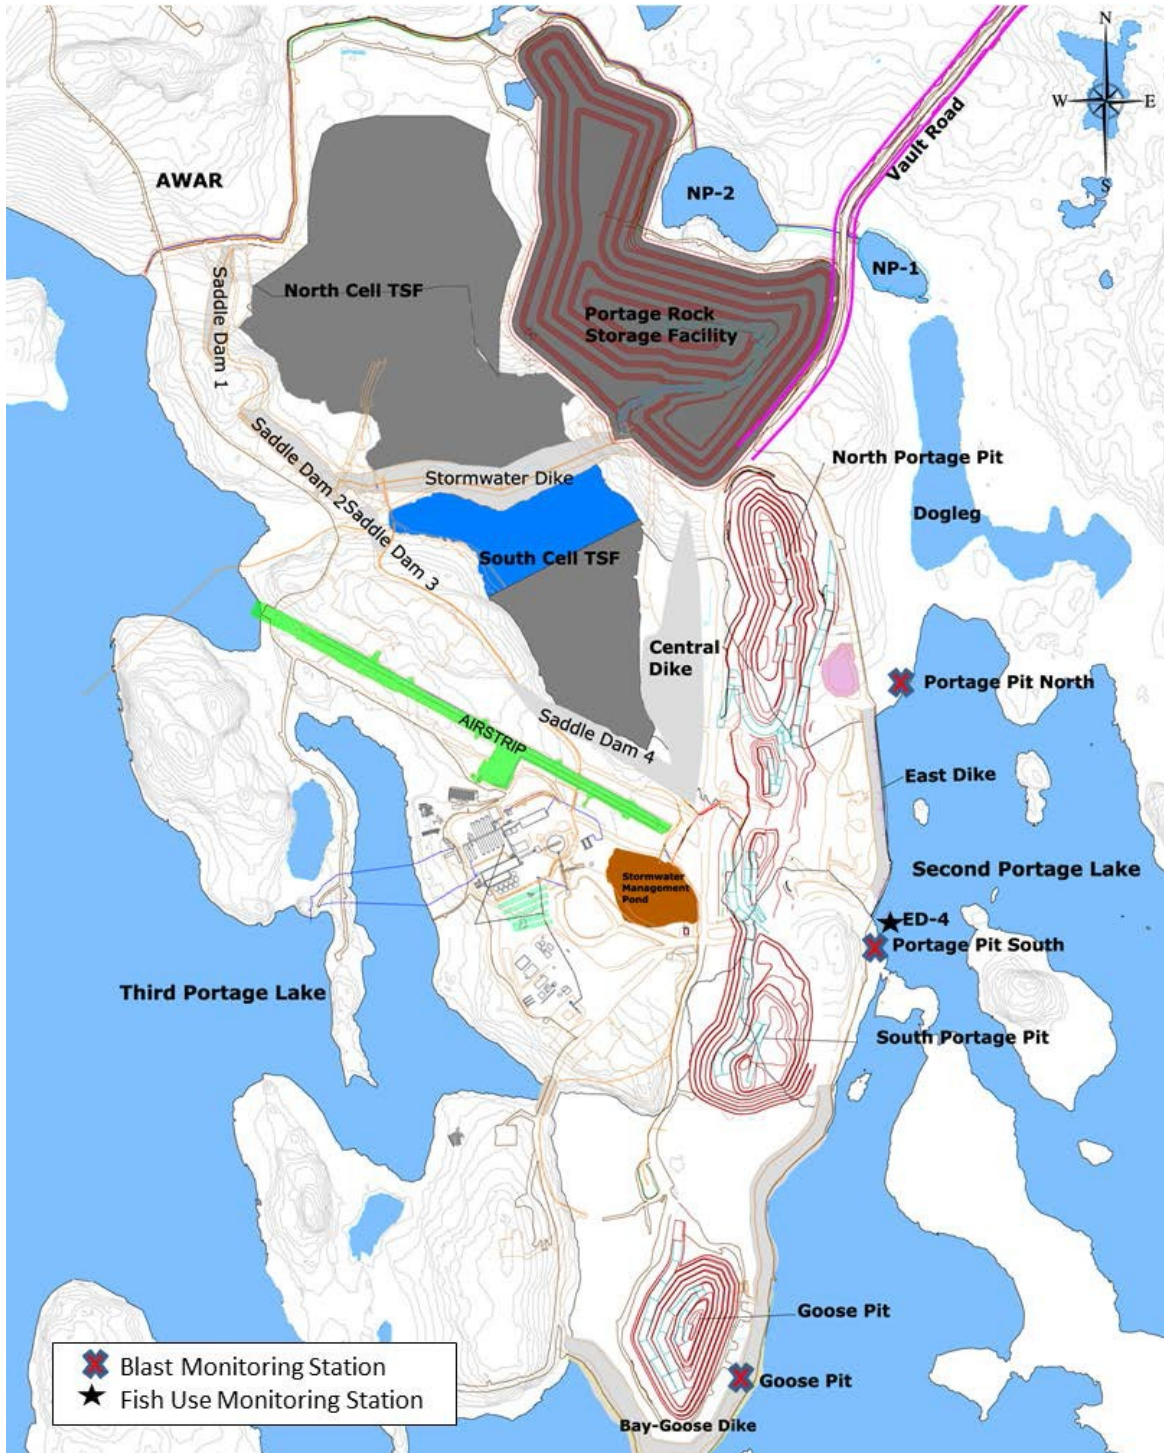 N
W
E
S
Vault Road
AWAR
NP-2
NP-1
Saddle Dam 1
North Cell TSF
Portage Rock
Storage Facility
Saddle Dam 2
Stormwater Dike
North Portage Pit
Dogleg
Saddle Dam 3
South Cell TSF
Central
Dike
Portage Pit North
Saddle Dam 4
AIRSTRIP
East Dike
Stormwater
Management
Pond
Second Portage Lake
ED-4
Portage Pit South
Third Portage Lake
South Portage Pit
Goose Pit
Goose Pit
Bay-Goose Dike
Blast Monitoring Station
Fish Use Monitoring Station